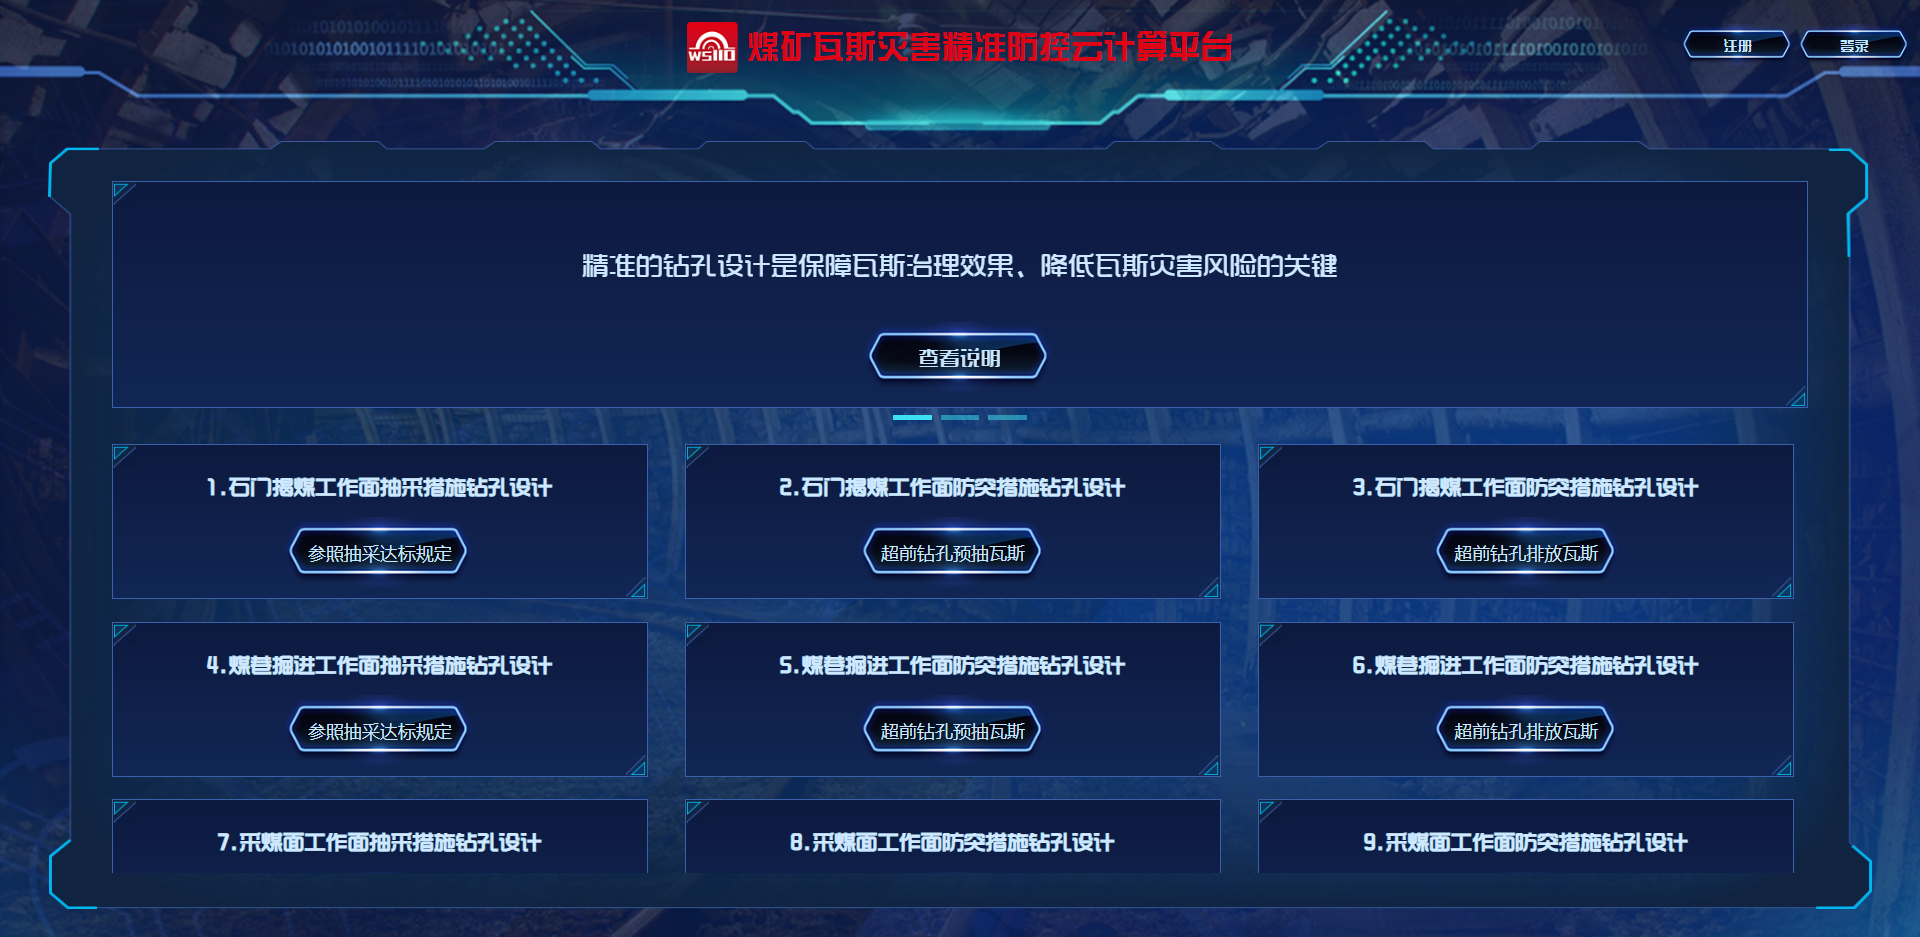 WS110 煤矿瓦斯灾害精准防控云计算平台
注册 登录
精准的钻孔设计是保障瓦斯治理效果、降低瓦斯灾害风险的关键
查看说明
1.石门揭煤工作面抽采措施钻孔设计
参照抽采达标规定
2.石门揭煤工作面防突措施钻孔设计
超前钻孔预抽瓦斯
3.石门揭煤工作面防突措施钻孔设计
超前钻孔排放瓦斯
4.煤巷掘进工作面抽采措施钻孔设计
参照抽采达标规定
5.煤巷掘进工作面防突措施钻孔设计
超前钻孔预抽瓦斯
6.煤巷掘进工作面防突措施钻孔设计
超前钻孔排放瓦斯
7.采煤面工作面抽采措施钻孔设计
8.采煤面工作面防突措施钻孔设计
9.采煤面工作面防突措施钻孔设计